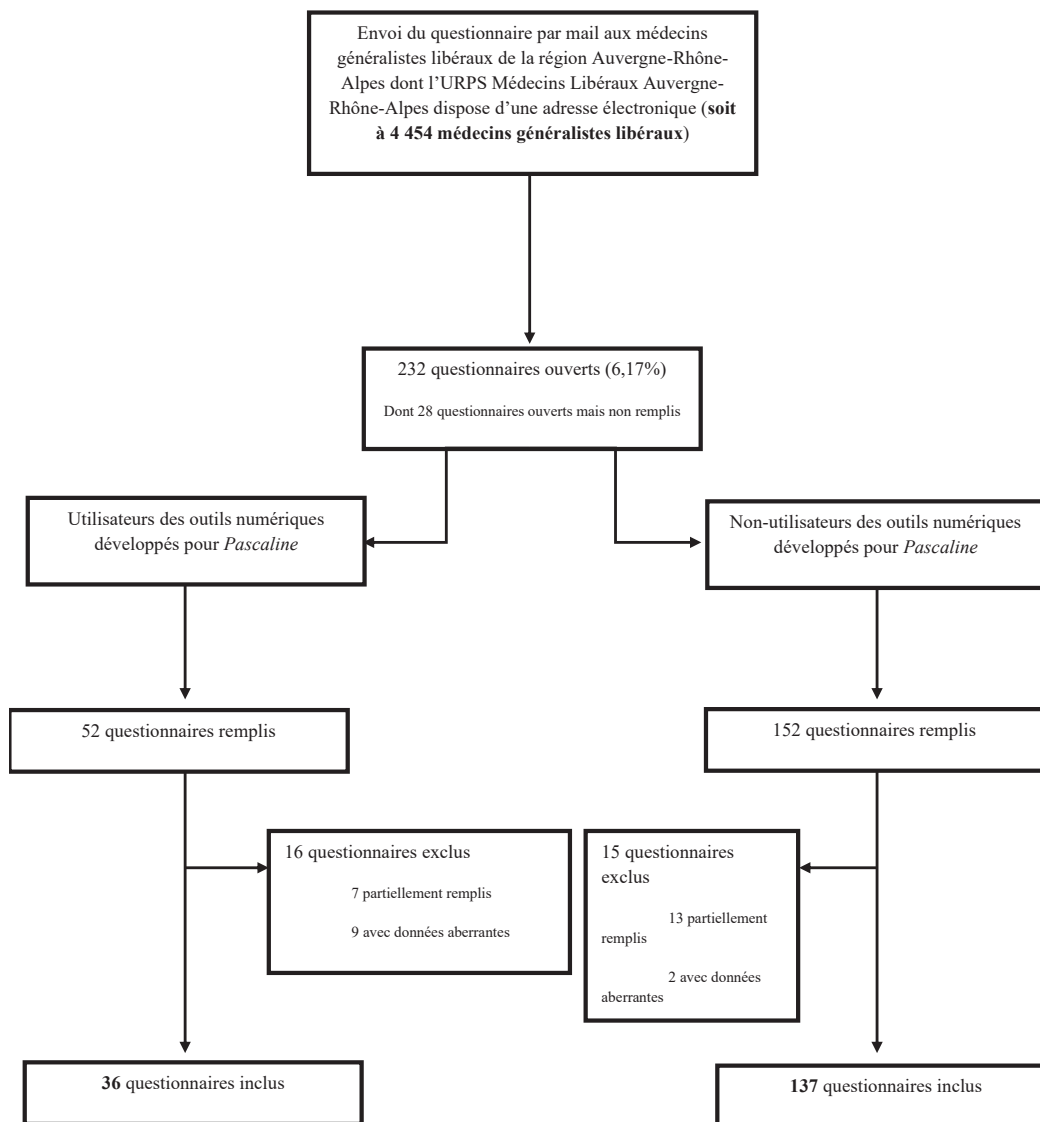 Envoi du questionnaire par mail aux médecins
généralistes libéraux de la région Auvergne-Rhône-
Alpes dont l’URPS Médecins Libéraux Auvergne-
Rhône-Alpes dispose d’une adresse électronique (soit
à 4 454 médecins généralistes libéraux)
232 questionnaires ouverts (6,17%)
Dont 28 questionnaires ouverts mais non remplis
Utilisateurs des outils numériques
développés pour Pascaline
Non-utilisateurs des outils numériques
développés pour Pascaline
52 questionnaires remplis
152 questionnaires remplis
16 questionnaires exclus
7 partiellement remplis
9 avec données aberrantes
15 questionnaires
exclus
13 partiellement
remplis
2 avec données
aberrantes
36 questionnaires inclus
137 questionnaires inclus